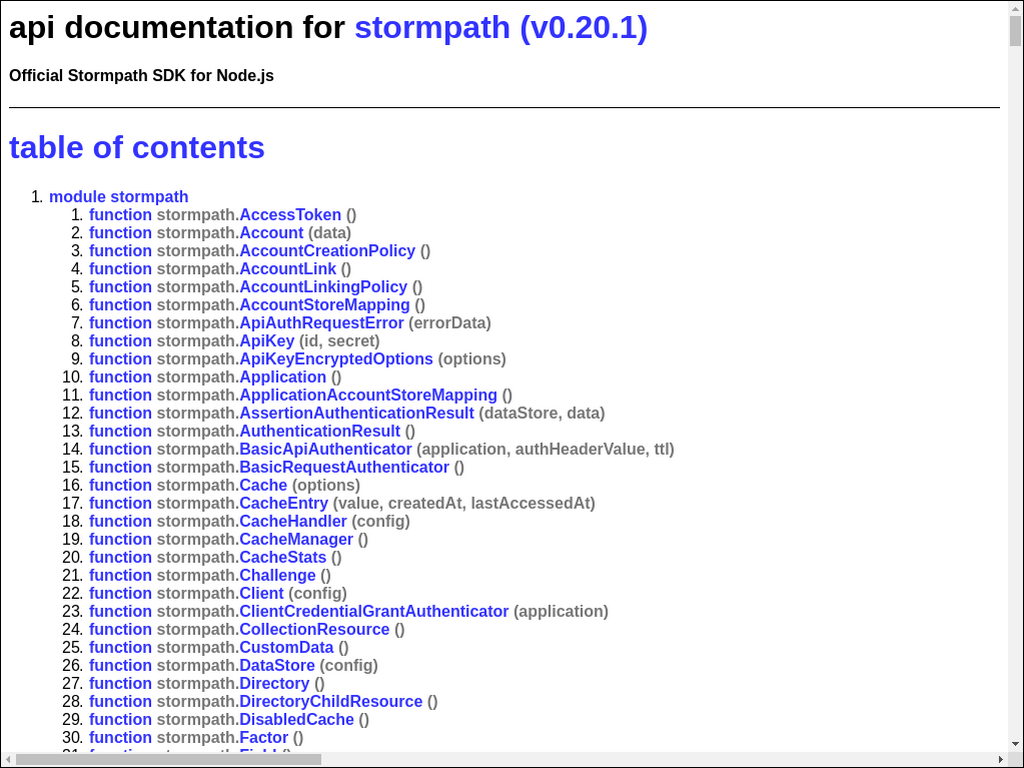 api documentation for stormpath (v0.20.1)
Official Stormpath SDK for Node.js
table of contents
1. module stormpath
1. function stormpath.AccessToken ()
2. function stormpath.Account (data)
3. function stormpath.AccountCreationPolicy ()
4. function stormpath.AccountLink ()
5. function stormpath.AccountLinkingPolicy ()
6. function stormpath.AccountStoreMapping ()
7. function stormpath.ApiAuthRequestError (errorData)
8. function stormpath.ApiKey (id, secret)
9. function stormpath.ApiKeyEncryptedOptions (options)
10. function stormpath.Application ()
11. function stormpath.ApplicationAccountStoreMapping ()
12. function stormpath.AssertionAuthenticationResult (dataStore, data)
13. function stormpath.AuthenticationResult ()
14. function stormpath.BasicApiAuthenticator (application, authHeaderValue, ttl)
15. function stormpath.BasicRequestAuthenticator ()
16. function stormpath.Cache (options)
17. function stormpath.CacheEntry (value, createdAt, lastAccessedAt)
18. function stormpath.CacheHandler (config)
19. function stormpath.CacheManager ()
20. function stormpath.CacheStats ()
21. function stormpath.Challenge ()
22. function stormpath.Client (config)
23. function stormpath.ClientCredentialGrantAuthenticator (application)
24. function stormpath.CollectionResource ()
25. function stormpath.CustomData ()
26. function stormpath.DataStore (config)
27. function stormpath.Directory ()
28. function stormpath.DirectoryChildResource ()
29. function stormpath.DisabledCache ()
30. function stormpath.Factor ()
31. function stormpath.Field ()